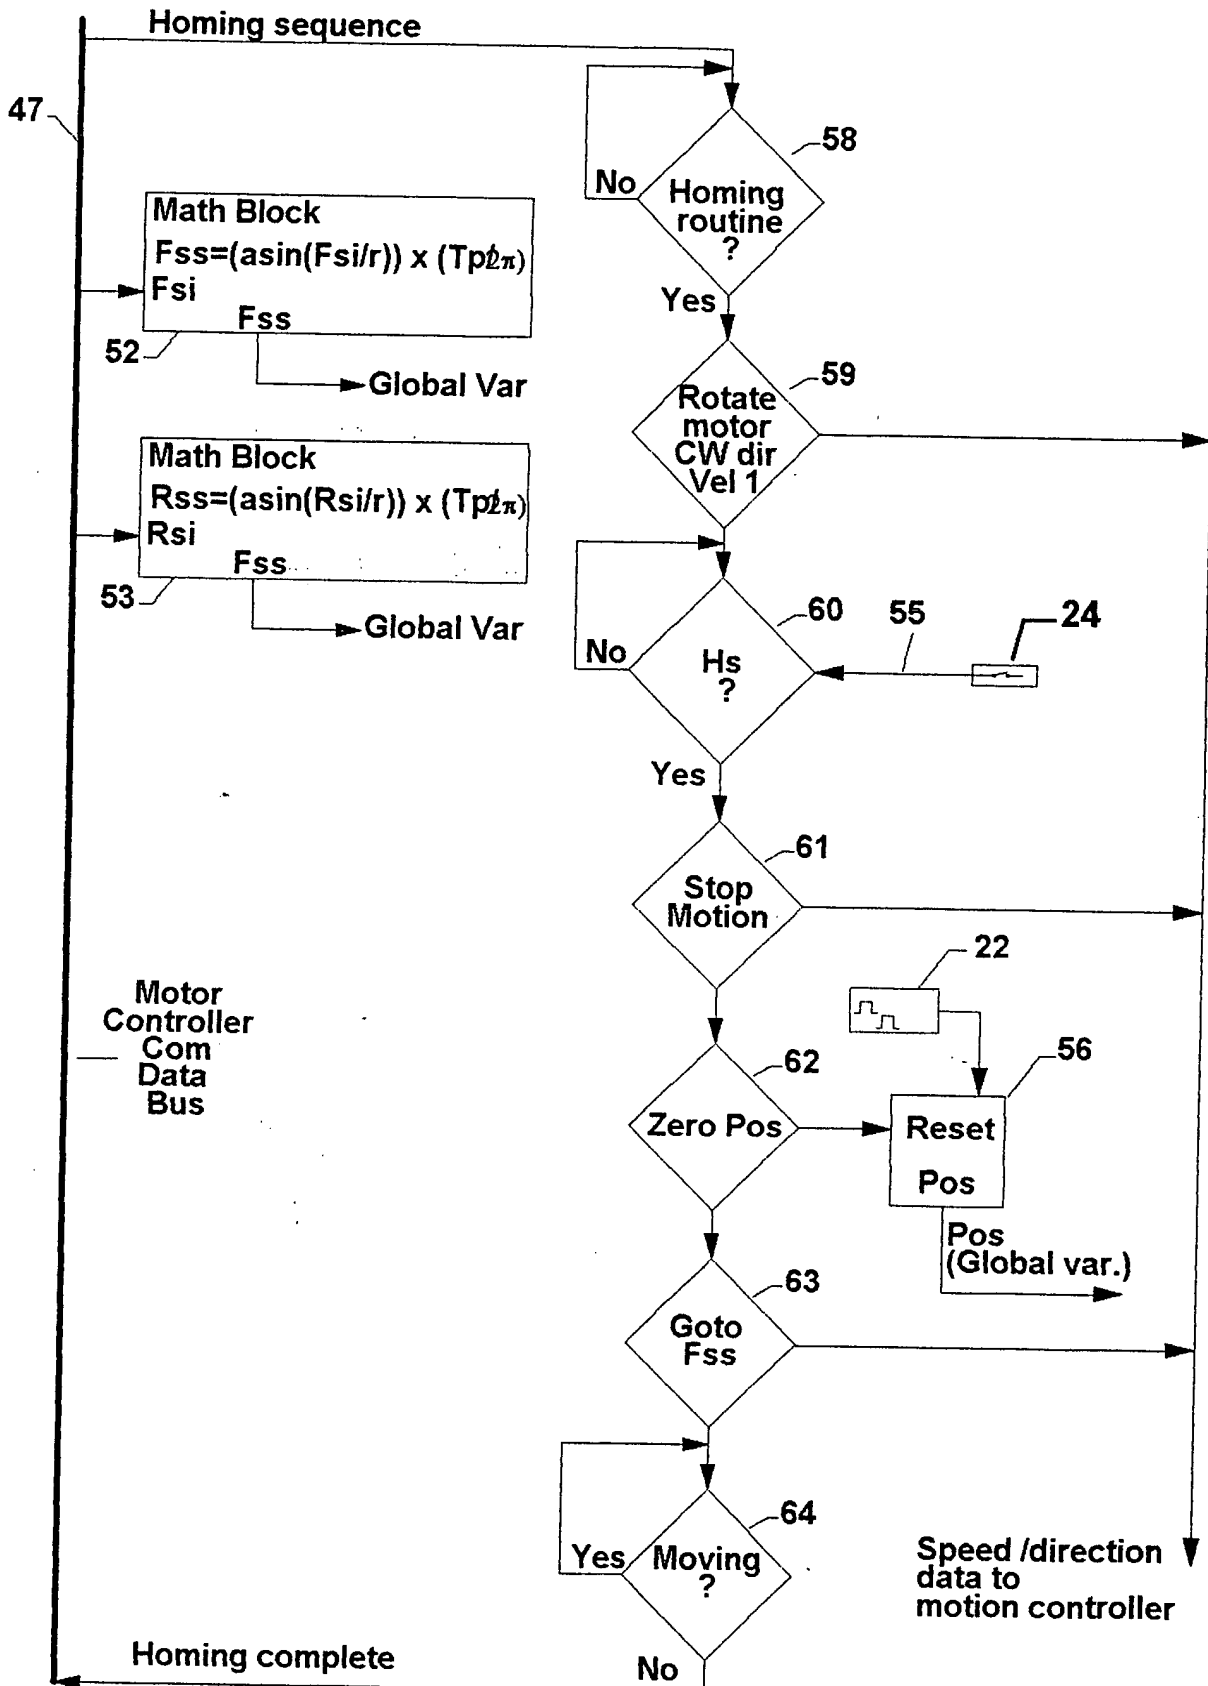 Homing sequence
47
58
No
Homing
routine
?
Math Block
Fss=(asin(Fsi/r)) x (Tp/2π)
Fsi
Fss
52
Global Var
Yes
59
Rotate
motor
CW dir
Vel 1
Math Block
Rss=(asin(Rsi/r)) x (Tp/2π)
Rsi
Fss
53
Global Var
60
55
24
No
Hs
?
Yes
61
Stop
Motion
22
Motor
Controller
Com
Data
Bus
62
56
Zero Pos
Reset
Pos
Pos
(Global var.)
63
Goto
Fss
64
Yes
Moving
?
Speed /direction
data to
motion controller
Homing complete
No